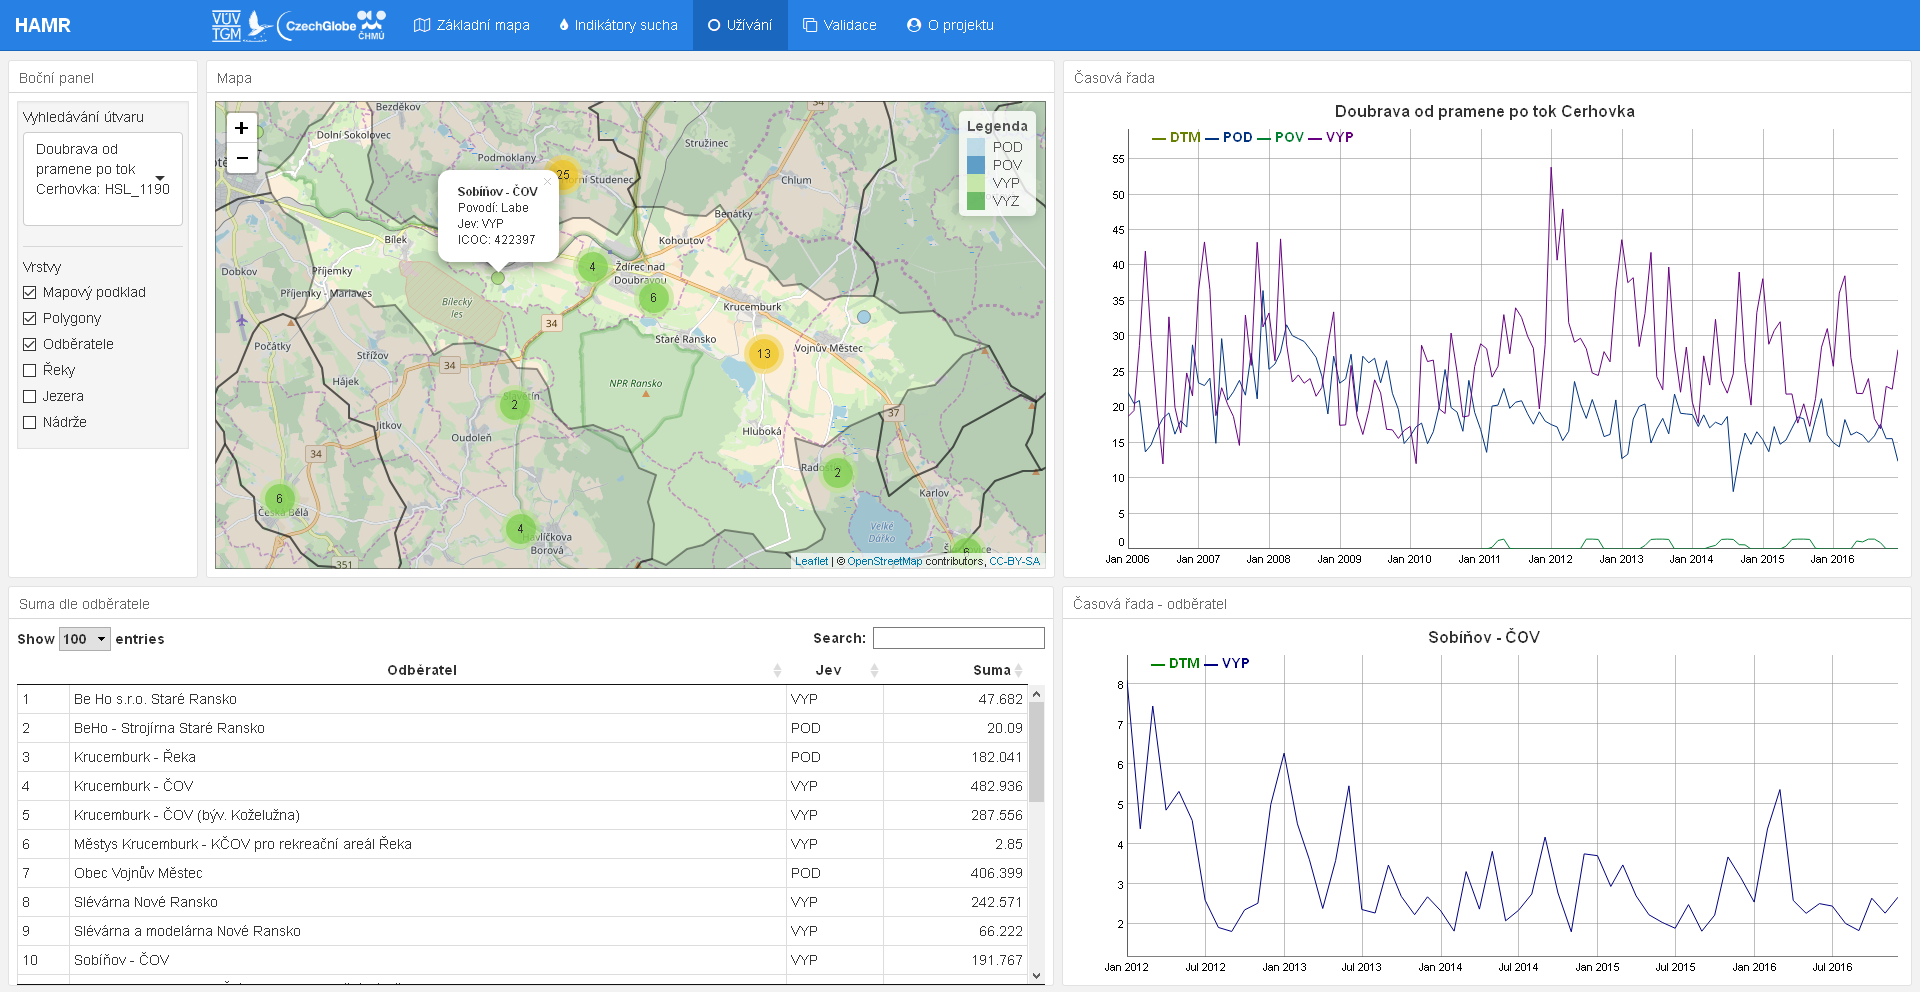 HAMR
VÚV
TGM
CzechGlobe
ČHMÚ
Základní mapa
Indikátory sucha
Užívání
Validace
O projektu
Boční panel
Vyhledávání útvaru
Doubrava od
pramene po tok
Cerhovka: HSL_1190
Vrstvy
Mapový podklad
Polygony
Odběratele
Řeky
Jezera
Nádrže
Mapa
+
−
Bezděkov
Dolní Sokolovec
Podmoklany
25
Stružinec
Chlum
Benátky
Kohoutov
Bílek
Dobkov
Příjemky
Příjemky - Mariaves
Bílecký
les
Sobíňov - ČOV
Povodí: Labe
Jev: VYP
ICOC: 422397
×
4
Ždírec nad
Doubravou
6
Krucemburk
Staré Ransko
13
Vojnův Městec
34
34
34
34
37
351
Počátky
Střížov
Hájek
NPR Ransko
2
Slavětín
Jitkov
Oudoleň
Hluboká
2
Karlov
6
Česká Bělá
4
Havlíčkova
Borová
Velké
Dářko
6
Legenda
POD
POV
VYP
VYZ
Leaflet | © OpenStreetMap contributors, CC-BY-SA
Časová řada
Doubrava od pramene po tok Cerhovka
DTM POD POV VYP
55
50
45
40
35
30
25
20
15
10
5
0
Jan 2006 Jan 2007 Jan 2008 Jan 2009 Jan 2010 Jan 2011 Jan 2012 Jan 2013 Jan 2014 Jan 2015 Jan 2016
Suma dle odběratele
Show 100 entries
Search:
Odběratel Jev Suma
1 Be Ho s.r.o. Staré Ransko VYP 47.682
2 BeHo - Strojírna Staré Ransko POD 20.09
3 Krucemburk - Řeka POD 182.041
4 Krucemburk - ČOV VYP 482.936
5 Krucemburk - ČOV (býv. Koželužna) VYP 287.556
6 Městys Krucemburk - KČOV pro rekreační areál Řeka VYP 2.85
7 Obec Vojnův Městec POD 406.399
8 Slévárna Nové Ransko VYP 242.571
9 Slévárna a modelárna Nové Ransko VYP 66.222
10 Sobíňov - ČOV VYP 191.767
Časová řada - odběratel
Sobíňov - ČOV
DTM VYP
8
7
6
5
4
3
2
Jan 2012 Jul 2012 Jan 2013 Jul 2013 Jan 2014 Jul 2014 Jan 2015 Jul 2015 Jan 2016 Jul 2016